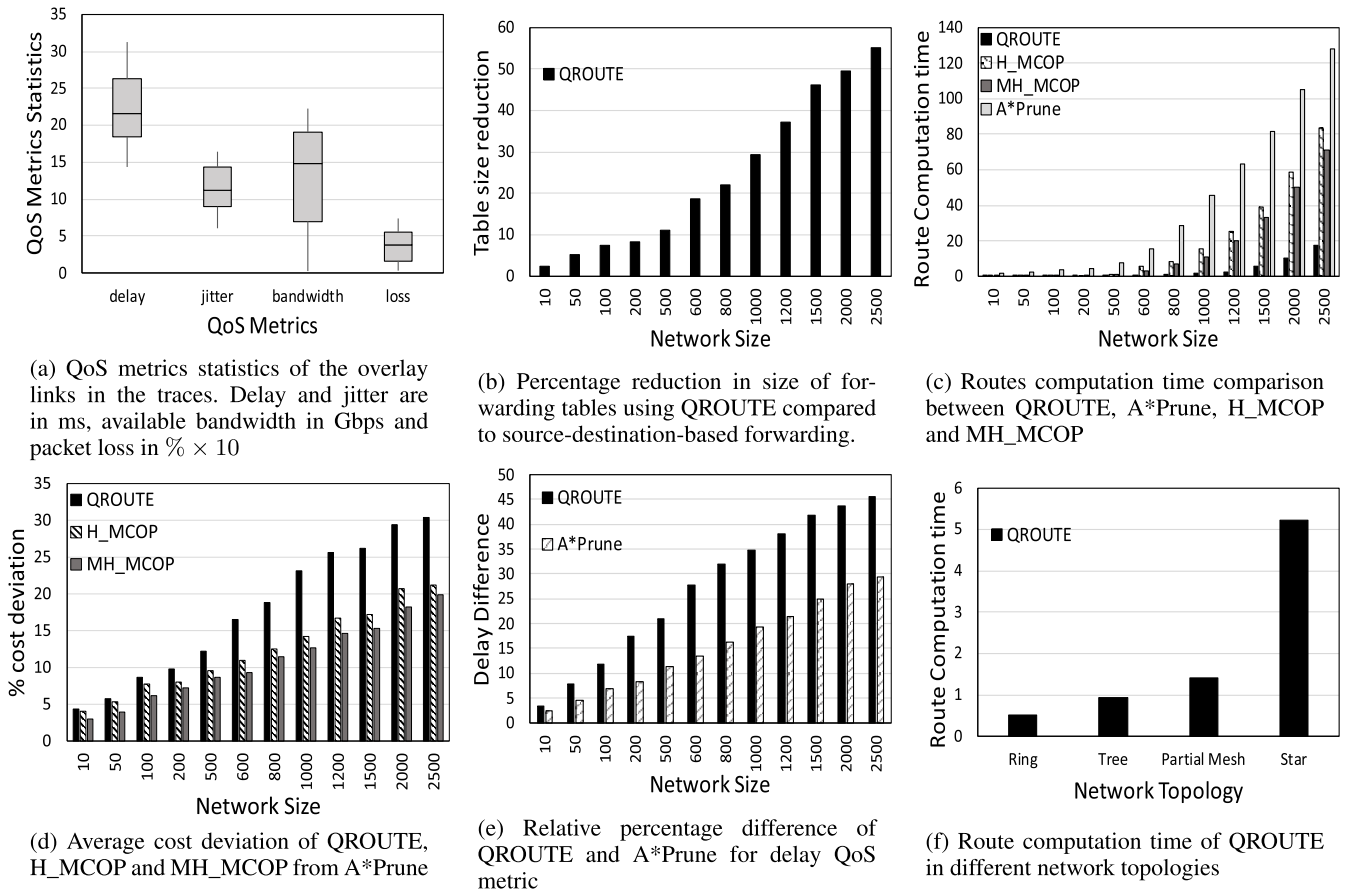 35
30
25
20
15
10
5
0
QoS Metrics Statistics
delay
jitter
bandwidth
loss
QoS Metrics
(a) QoS metrics statistics of the overlay
links in the traces. Delay and jitter are
in ms, available bandwidth in Gbps and
packet loss in % × 10
60
50
40
30
20
10
0
Table size reduction
QROUTE
10
50
100
200
500
600
800
1000
1200
1500
2000
2500
Network Size
(b) Percentage reduction in size of for-
warding tables using QROUTE compared
to source-destination-based forwarding.
140
120
100
80
60
40
20
0
Route Computation time
QROUTE
H_MCOP
MH_MCOP
A*Prune
10
50
100
200
500
600
800
1000
1200
1500
2000
2500
Network Size
(c) Routes computation time comparison
between QROUTE, A*Prune, H_MCOP
and MH_MCOP
35
30
25
20
15
10
5
0
% cost deviation
QROUTE
H_MCOP
MH_MCOP
10
50
100
200
500
600
800
1000
1200
1500
2000
2500
Network Size
(d) Average cost deviation of QROUTE,
H_MCOP and MH_MCOP from A*Prune
50
45
40
35
30
25
20
15
10
5
0
Delay Difference
QROUTE
A*Prune
10
50
100
200
500
600
800
1000
1200
1500
2000
2500
Network Size
(e) Relative percentage difference of
QROUTE and A*Prune for delay QoS
metric
6
5
4
3
2
1
0
Route Computation time
QROUTE
Ring
Tree
Partial Mesh
Star
Network Topology
(f) Route computation time of QROUTE
in different network topologies